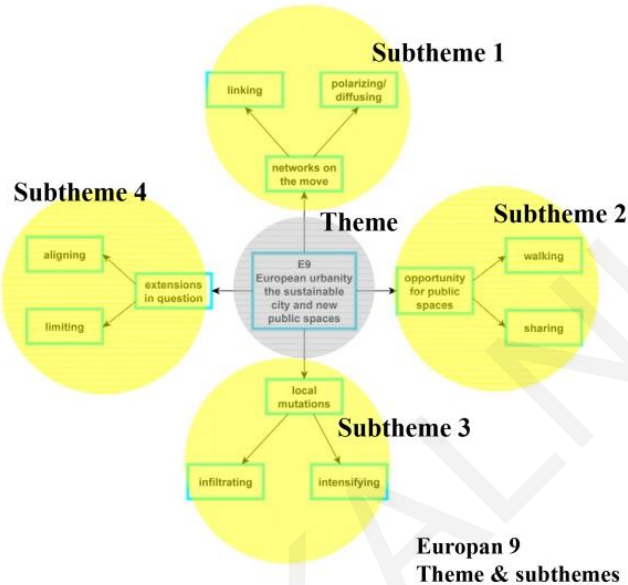 Subtheme 1
linking
polarizing/
diffusing
networks on
the move
Subtheme 4
Theme
Subtheme 2
aligning
extensions
in question
limiting
E9
European urbanity
the sustainable
city and new
public spaces
opportunity
for public
spaces
walking
sharing
local
mutations
Subtheme 3
infiltrating
intensifying
Europan 9
Theme & subthemes